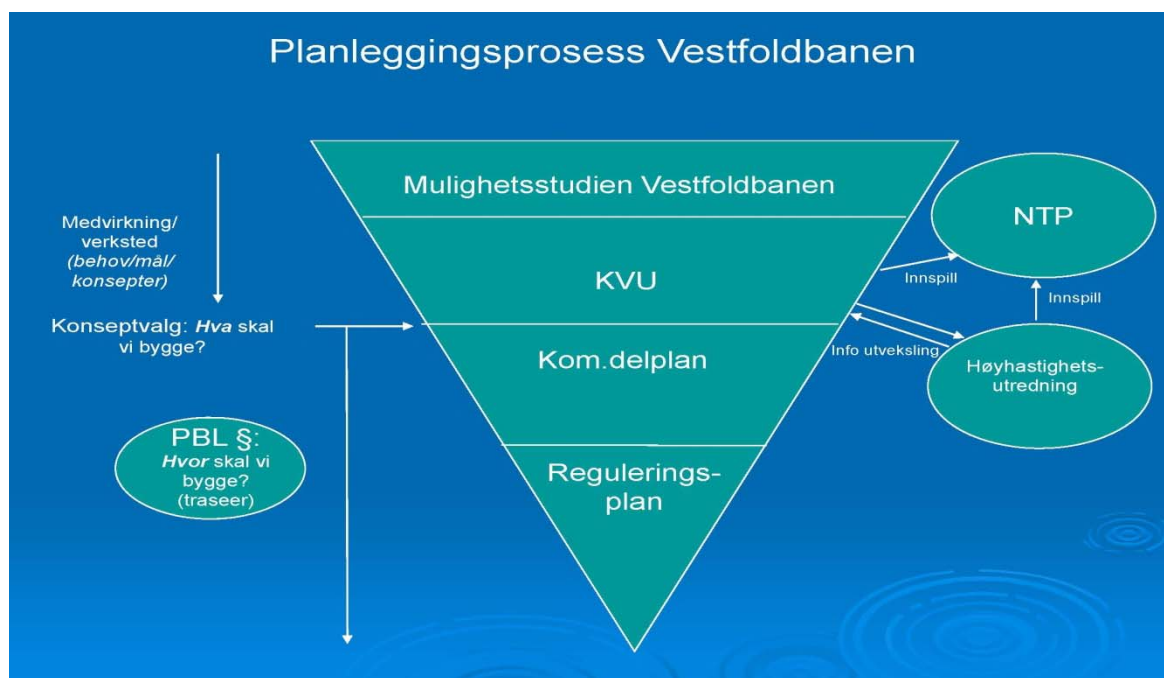 Planleggingsprosess Vestfoldbanen
Medvirkning/
verksted
(behov/mål/
konsepter)
Konseptvalg: Hva skal
vi bygge?
PBL §:
Hvor skal vi
bygge?
(traseer)
Mulighetsstudien Vestfoldbanen
KVU
Kom.delplan
Regulerings-
plan
NTP
Innspill
Innspill
Info utveksling
Høyhastighets-
utredning